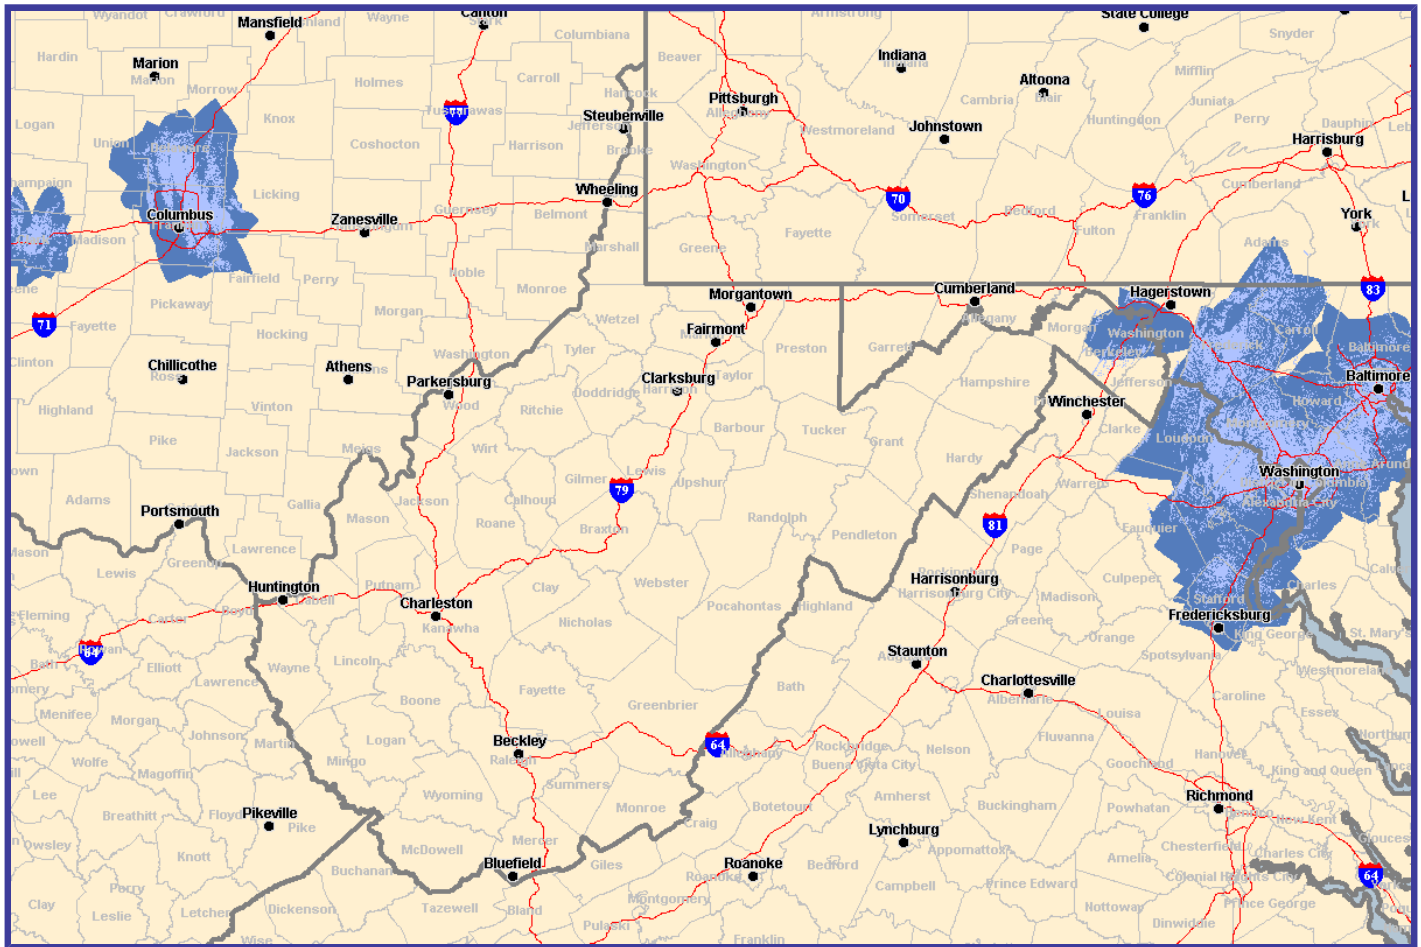 Wyandot
Crawford
Mansfield
Wayne
Canton
Columbiana
Beaver
Armstrong
State College
Snyder
Hardin
Marion
Marion
Morrow
Holmes
Carroll
Hancock
Indiana
Indiana
Altoona
Blair
Cambria
Mifflin
Juniata
Logan
Knox
77
Tuscarawas
Steubenville
Pittsburgh
Allegheny
Johnstown
Huntingdon
Perry
Dauphin
Harrisburg
Union
Delaware
Coshocton
Harrison
Brooke
Westmoreland
Washington
Cumberland
Champaign
Licking
Wheeling
70
76
Columbus
Zanesville
Guernsey
Belmont
Somerset
Bedford
Franklin
York
York
Madison
Marshall
Greene
Fayette
Fulton
Adams
Fairfield
Perry
Noble
Monroe
Morgantown
Cumberland
Hagerstown
83
Pickaway
Morgan
Wetzel
Allegany
Morgan
Washington
Carroll
71
Fayette
Hocking
Fairmont
Preston
Garrett
Berkeley
Frederick
Baltimore
Clinton
Chillicothe
Ross
Athens
Washington
Tyler
Clarksburg
Harrison
Taylor
Hampshire
Jefferson
Baltimore
Parkersburg
Wood
Doddridge
Highland
Vinton
Ritchie
Winchester
Howard
Pike
Jackson
Meigs
Wirt
Barbour
Tucker
Grant
Clarke
Loudoun
Montgomery
Hardy
Washington
Adams
Gallia
Jackson
Calhoun
Gilmer
79
Lewis
Upshur
Shenandoah
Warren
Alexandria City
Portsmouth
Mason
Roane
Braxton
Randolph
Pendleton
81
Fauquier
Mason
Lewis
Greenup
Lawrence
Page
Huntington
Cabell
Putnam
Clay
Webster
Rockingham
Harrisonburg
Harrisonburg City
Culpeper
Charles
Fleming
Carter
Boyd
Charleston
Kanawha
Nicholas
Pocahontas
Highland
Madison
Greene
Stafford
Fredericksburg
King George
St. Mary's
64
Rowan
Bath
Elliott
Wayne
Lincoln
Staunton
Augusta
Orange
Spotsylvania
Westmoreland
Lawrence
Boone
Fayette
Greenbrier
Bath
Charlottesville
Albemarle
Louisa
Caroline
Essex
Menifee
Morgan
Johnson
Martin
Logan
Beckley
Raleigh
64
Alleghany
Rockbridge
Buena Vista City
Nelson
Fluvanna
Goochland
Hanover
King and Queen
Wolfe
Magoffin
Mingo
Summers
Lee
Breathitt
Floyd
Pikeville
Pike
Wyoming
Monroe
Botetourt
Amherst
Buckingham
Powhatan
Richmond
Henrico
New Kent
Owsley
Knott
McDowell
Mercer
Craig
Lynchburg
Appomattox
Amelia
Chesterfield
Charles City
Perry
Buchanan
Bluefield
Giles
Roanoke
Roanoke
Bedford
Colonial Heights City
64
Clay
Leslie
Letcher
Dickenson
Tazewell
Bland
Montgomery
Campbell
Prince Edward
Nottoway
Prince George
Wise
Pulaski
Franklin
Dinwiddie